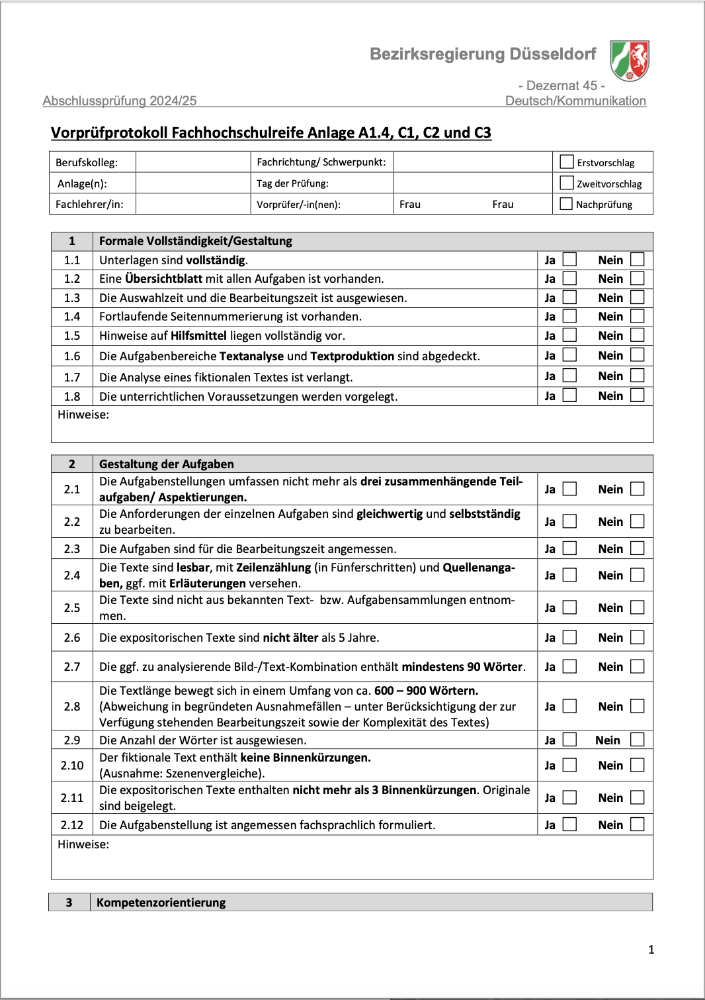 Bezirksregierung Düsseldorf
- Dezernat 45 -
Abschlussprüfung 2024/25 Deutsch/Kommunikation
Vorprüfprotokoll Fachhochschulreife Anlage A1.4, C1, C2 und C3
Berufskolleg: Fachrichtung/ Schwerpunkt: Erstvorschlag
Anlage(n): Tag der Prüfung: Zweitvorschlag
Fachlehrer/in: Vorprüfer/-in(nen): Frau Frau Nachprüfung
1 Formale Vollständigkeit/Gestaltung
1.1 Unterlagen sind vollständig. Ja Nein
1.2 Eine Übersichtblatt mit allen Aufgaben ist vorhanden. Ja Nein
1.3 Die Auswahlzeit und die Bearbeitungszeit ist ausgewiesen. Ja Nein
1.4 Fortlaufende Seitennummerierung ist vorhanden. Ja Nein
1.5 Hinweise auf Hilfsmittel liegen vollständig vor. Ja Nein
1.6 Die Aufgabenbereiche Textanalyse und Textproduktion sind abgedeckt. Ja Nein
1.7 Die Analyse eines fiktionalen Textes ist verlangt. Ja Nein
1.8 Die unterrichtlichen Voraussetzungen werden vorgelegt. Ja Nein
Hinweise:
2 Gestaltung der Aufgaben
2.1 Die Aufgabenstellungen umfassen nicht mehr als drei zusammenhängende Teil-
aufgaben/ Aspektierungen. Ja Nein
2.2 Die Anforderungen der einzelnen Aufgaben sind gleichwertig und selbstständig
zu bearbeiten. Ja Nein
2.3 Die Aufgaben sind für die Bearbeitungszeit angemessen. Ja Nein
2.4 Die Texte sind lesbar, mit Zeilenzählung (in Fünferschritten) und Quellenanga-
ben, ggf. mit Erläuterungen versehen. Ja Nein
2.5 Die Texte sind nicht aus bekannten Text- bzw. Aufgabensammlungen entnom-
men. Ja Nein
2.6 Die expositorischen Texte sind nicht älter als 5 Jahre. Ja Nein
2.7 Die ggf. zu analysierende Bild-/Text-Kombination enthält mindestens 90 Wörter. Ja Nein
2.8 Die Textlänge bewegt sich in einem Umfang von ca. 600 – 900 Wörtern.
(Abweichung in begründeten Ausnahmefällen – unter Berücksichtigung der zur
Verfügung stehenden Bearbeitungszeit sowie der Komplexität des Textes) Ja Nein
2.9 Die Anzahl der Wörter ist ausgewiesen. Ja Nein
2.10 Der fiktionale Text enthält keine Binnenkürzungen.
(Ausnahme: Szenenvergleiche). Ja Nein
2.11 Die expositorischen Texte enthalten nicht mehr als 3 Binnenkürzungen. Originale
sind beigelegt. Ja Nein
2.12 Die Aufgabenstellung ist angemessen fachsprachlich formuliert. Ja Nein
Hinweise:
3 Kompetenzorientierung
1